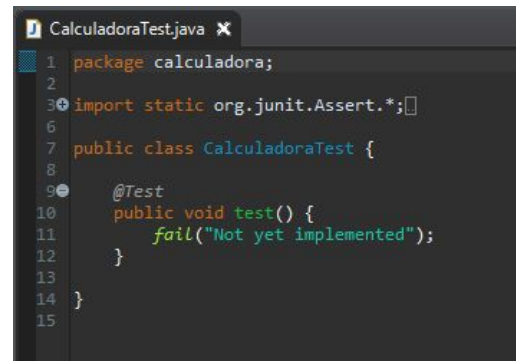 CalculadoraTest.java
1 package calculadora;
2
3 import static org.junit.Assert.*;
6
7 public class CalculadoraTest {
8
9 @Test
10 public void test() {
11 fail("Not yet implemented");
12 }
13
14 }
15